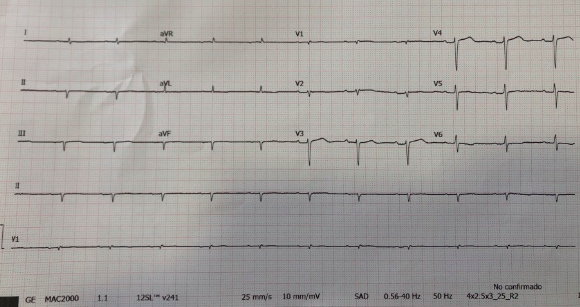 I aVR V1 V4
II aVL V2 V5
III aVF V3 V6
II
V1
No confirmado
GE MAC2000 1.1 12SL™ v241 25 mm/s 10 mm/mV SAD 0.56-40 Hz 50 Hz 4x2.5x3_25_R2